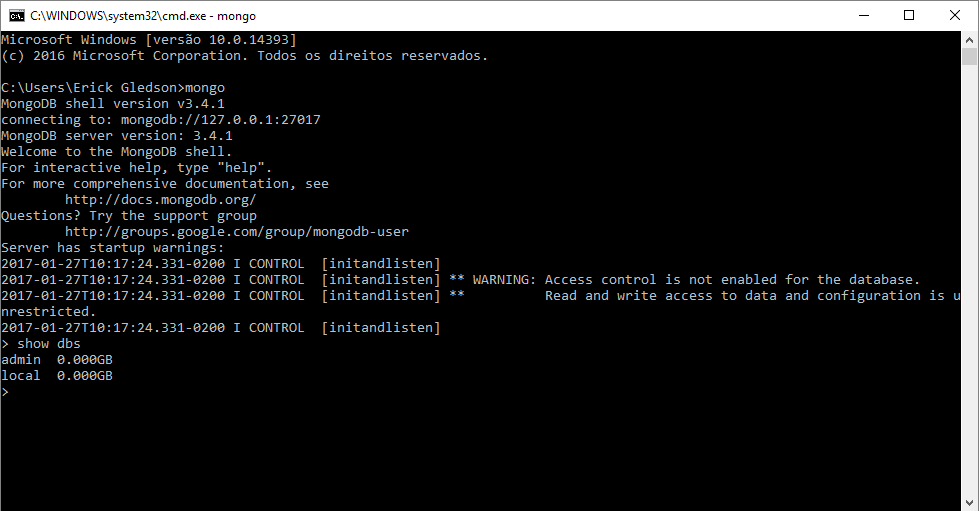 C:\WINDOWS\system32\cmd.exe - mongo
Microsoft Windows [versão 10.0.14393]
(c) 2016 Microsoft Corporation. Todos os direitos reservados.
C:\Users\Erick Gledson>mongo
MongoDB shell version v3.4.1
connecting to: mongodb://127.0.0.1:27017
MongoDB server version: 3.4.1
Welcome to the MongoDB shell.
For interactive help, type "help".
For more comprehensive documentation, see
        http://docs.mongodb.org/
Questions? Try the support group
        http://groups.google.com/group/mongodb-user
Server has startup warnings:
2017-01-27T10:17:24.331-0200 I CONTROL  [initandlisten]
2017-01-27T10:17:24.331-0200 I CONTROL  [initandlisten] ** WARNING: Access control is not enabled for the database.
2017-01-27T10:17:24.331-0200 I CONTROL  [initandlisten] **          Read and write access to data and configuration is u
nrestricted.
2017-01-27T10:17:24.331-0200 I CONTROL  [initandlisten]
> show dbs
admin  0.000GB
local  0.000GB
>